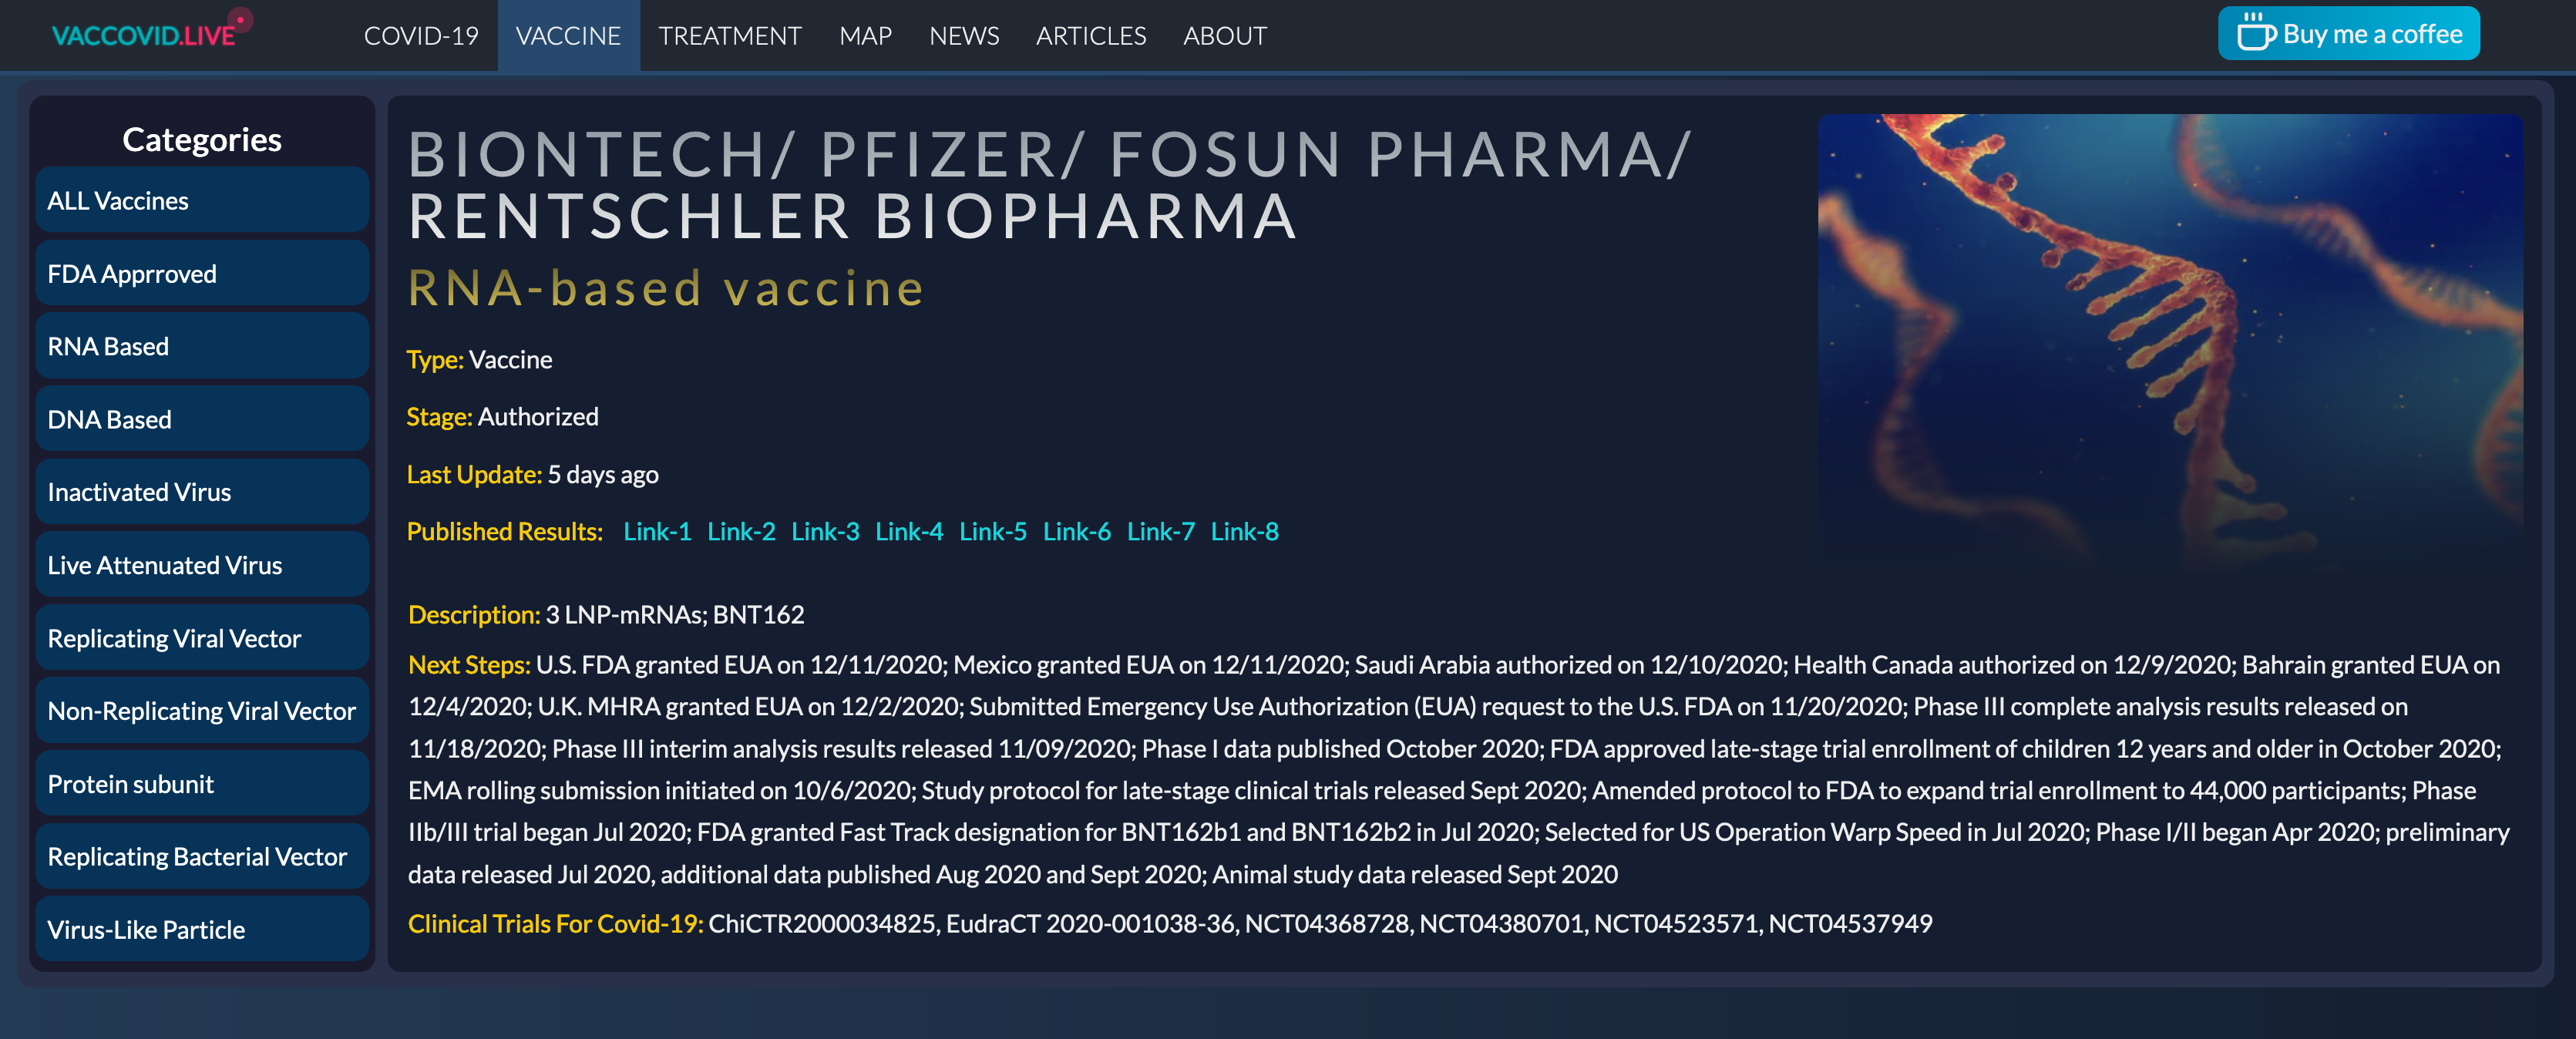 VACCOVID.LIVE
COVID-19
VACCINE
TREATMENT
MAP
NEWS
ARTICLES
ABOUT
Buy me a coffee
Categories
ALL Vaccines
FDA Apprroved
RNA Based
DNA Based
Inactivated Virus
Live Attenuated Virus
Replicating Viral Vector
Non-Replicating Viral Vector
Protein subunit
Replicating Bacterial Vector
Virus-Like Particle
BIONTECH/ PFIZER/ FOSUN PHARMA/
RENTSCHLER BIOPHARMA
RNA-based vaccine
Type: Vaccine
Stage: Authorized
Last Update: 5 days ago
Published Results: Link-1 Link-2 Link-3 Link-4 Link-5 Link-6 Link-7 Link-8
Description: 3 LNP-mRNAs; BNT162
Next Steps: U.S. FDA granted EUA on 12/11/2020; Mexico granted EUA on 12/11/2020; Saudi Arabia authorized on 12/10/2020; Health Canada authorized on 12/9/2020; Bahrain granted EUA on
12/4/2020; U.K. MHRA granted EUA on 12/2/2020; Submitted Emergency Use Authorization (EUA) request to the U.S. FDA on 11/20/2020; Phase III complete analysis results released on
11/18/2020; Phase III interim analysis results released 11/09/2020; Phase I data published October 2020; FDA approved late-stage trial enrollment of children 12 years and older in October 2020;
EMA rolling submission initiated on 10/6/2020; Study protocol for late-stage clinical trials released Sept 2020; Amended protocol to FDA to expand trial enrollment to 44,000 participants; Phase
IIb/III trial began Jul 2020; FDA granted Fast Track designation for BNT162b1 and BNT162b2 in Jul 2020; Selected for US Operation Warp Speed in Jul 2020; Phase I/II began Apr 2020; preliminary
data released Jul 2020, additional data published Aug 2020 and Sept 2020; Animal study data released Sept 2020
Clinical Trials For Covid-19: ChiCTR2000034825, EudraCT 2020-001038-36, NCT04368728, NCT04380701, NCT04523571, NCT04537949